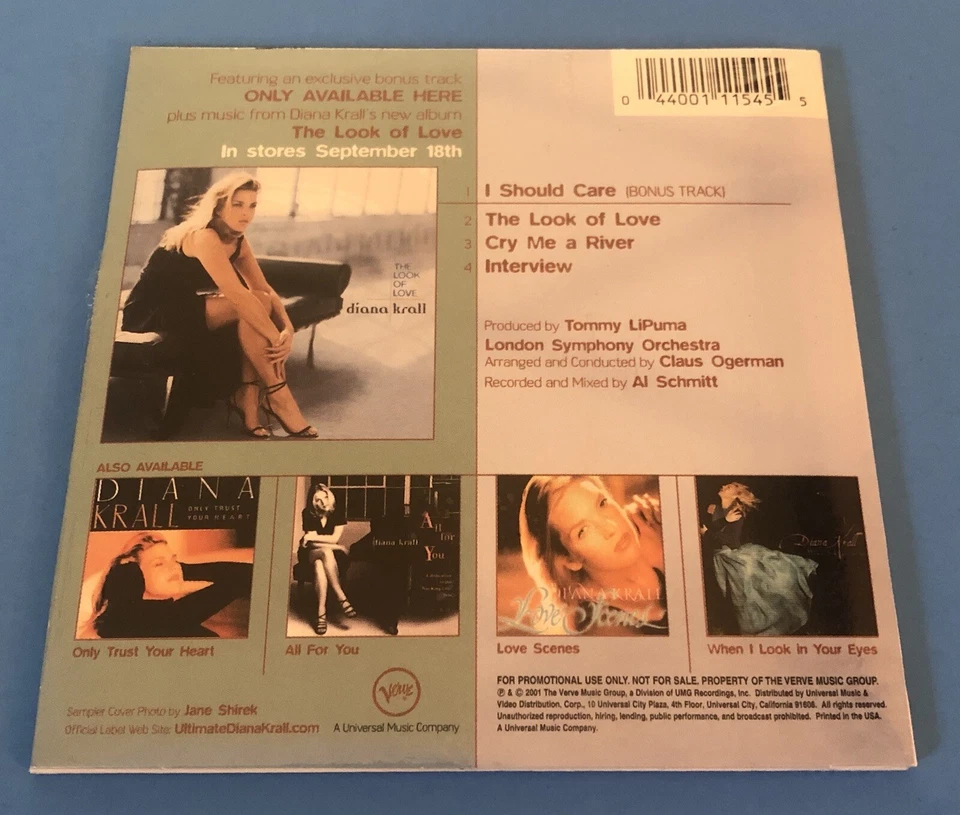 Featuring an exclusive bonus track
ONLY AVAILABLE HERE
plus music from Diana Krall's new album
The Look of Love
In stores September 18th
THE
LOOK
OF
LOVE
diana krall
0 44001 11545 5
1 I Should Care (BONUS TRACK)
2 The Look of Love
3 Cry Me a River
4 Interview
Produced by Tommy LiPuma
London Symphony Orchestra
Arranged and Conducted by Claus Ogerman
Recorded and Mixed by Al Schmitt
ALSO AVAILABLE
DIANA
KRALL
ONLY TRUST
YOUR HEART
Only Trust Your Heart
diana krall
All
for
You
All For You
DIANA KRALL
Love Scenes
Love Scenes
Diana Krall
When I Look in Your Eyes
Sampler Cover Photo by Jane Shirek
Official Label Web Site: UltimateDianaKrall.com
Verve
A Universal Music Company
FOR PROMOTIONAL USE ONLY. NOT FOR SALE. PROPERTY OF THE VERVE MUSIC GROUP.
℗ & © 2001 The Verve Music Group, a Division of UMG Recordings, Inc. Distributed by Universal Music &
Video Distribution, Corp., 10 Universal City Plaza, 4th Floor, Universal City, California 91608. All rights reserved.
Unauthorized reproduction, hiring, lending, public performance, and broadcast prohibited. Printed in the USA.
A Universal Music Company.